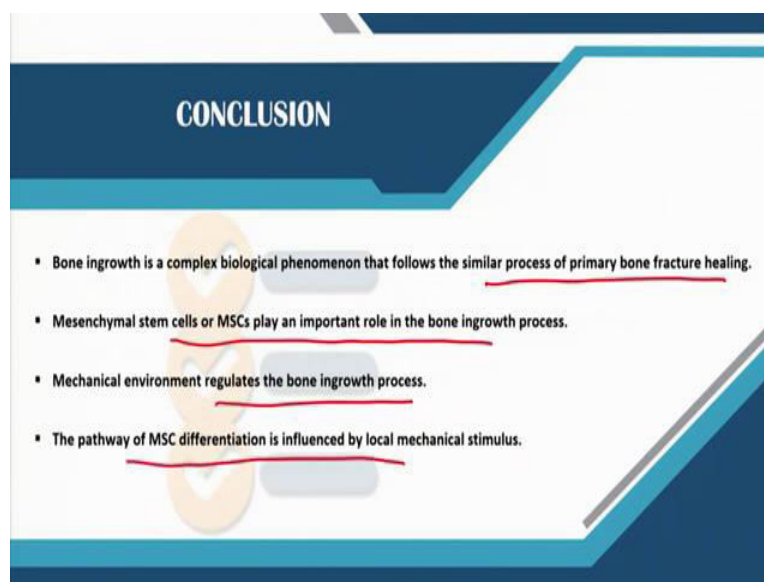 CONCLUSION
▪ Bone ingrowth is a complex biological phenomenon that follows the similar process of primary bone fracture healing.
▪ Mesenchymal stem cells or MSCs play an important role in the bone ingrowth process.
▪ Mechanical environment regulates the bone ingrowth process.
▪ The pathway of MSC differentiation is influenced by local mechanical stimulus.